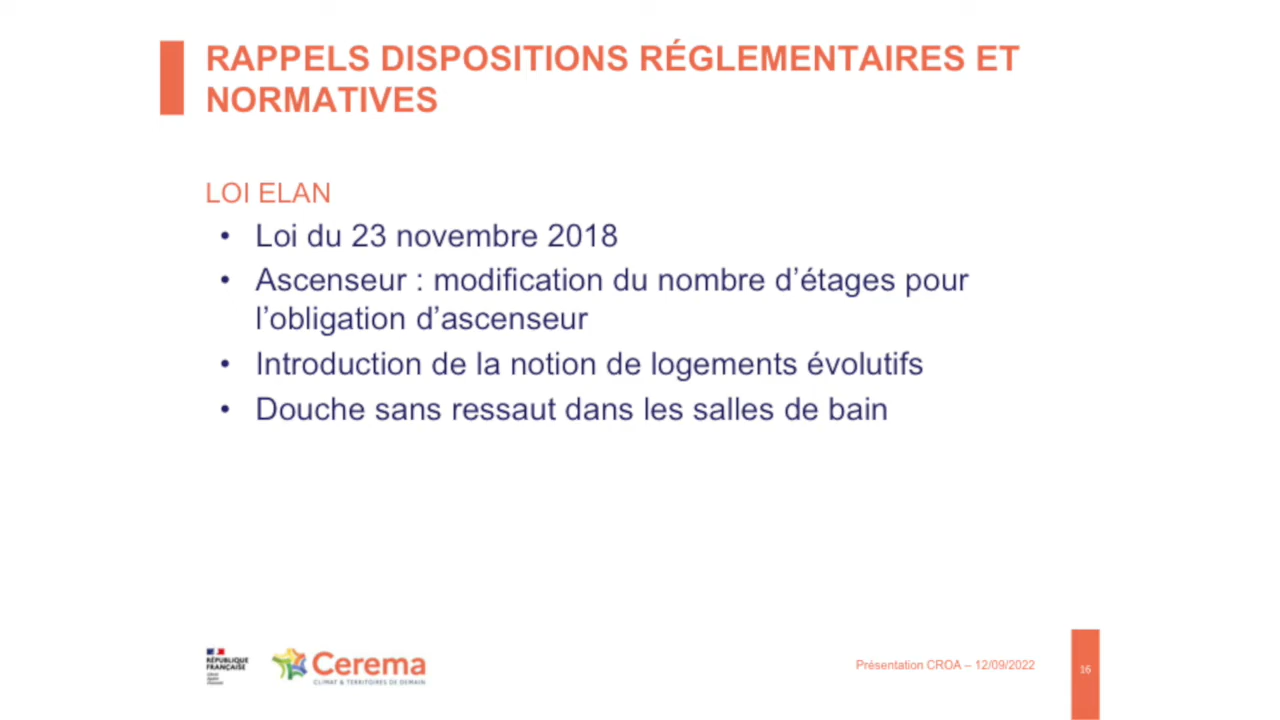 RAPPELS DISPOSITIONS RÉGLEMENTAIRES ET
NORMATIVES
LOI ELAN
• Loi du 23 novembre 2018
• Ascenseur : modification du nombre d’étages pour
l’obligation d’ascenseur
• Introduction de la notion de logements évolutifs
• Douche sans ressaut dans les salles de bain
RÉPUBLIQUE
FRANÇAISE
Cerema
CLIMAT & TERRITOIRES DE DEMAIN
Présentation CROA – 12/09/2022
16